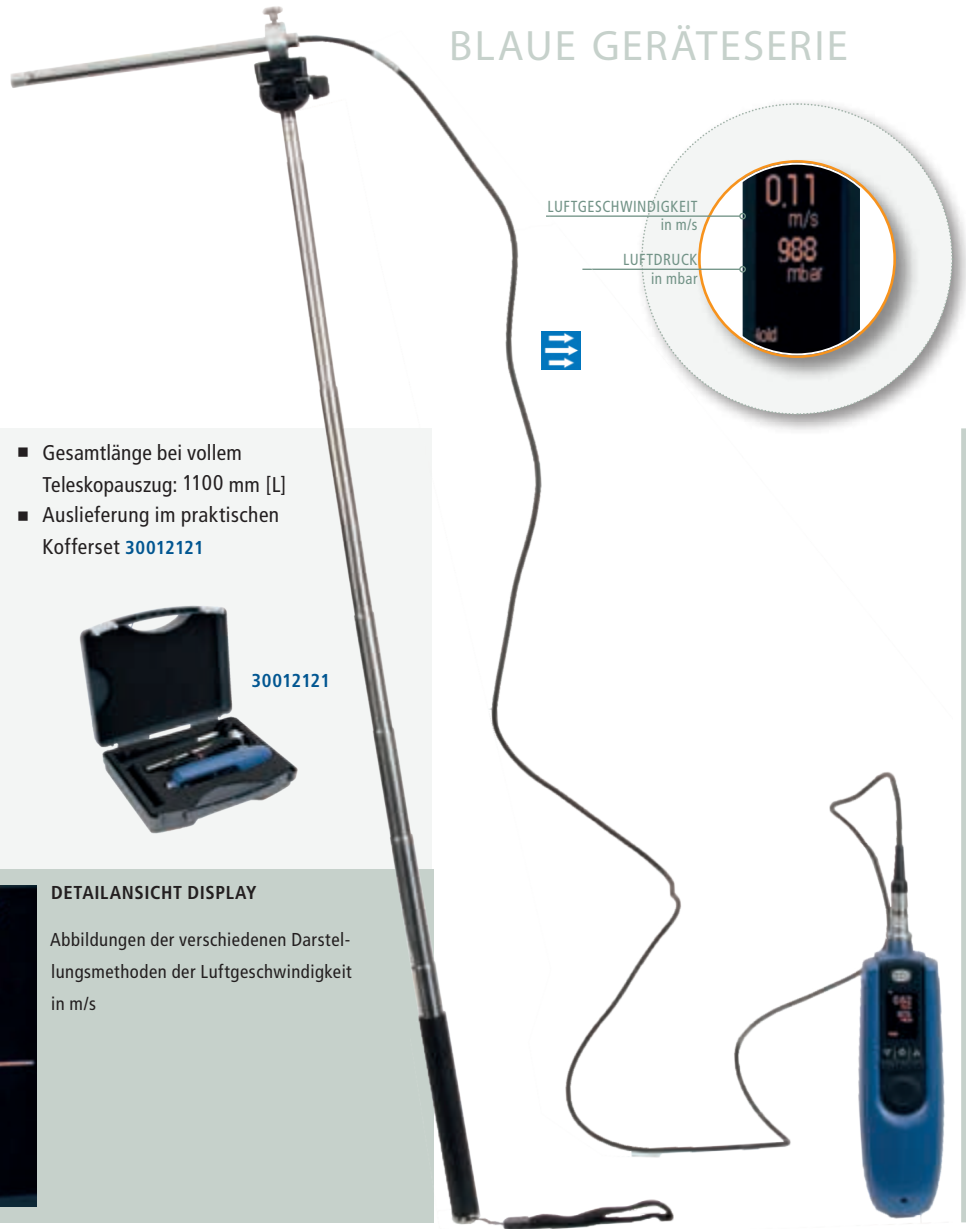 BLAUE GERÄTESERIE
LUFTGESCHWINDIGKEIT
in m/s
LUFTDRUCK
in mbar
0.11
m/s
988
mbar
Hold
■ Gesamtlänge bei vollem
Teleskopauszug: 1100 mm [L]
■ Auslieferung im praktischen
Kofferset 30012121
30012121
DETAILANSICHT DISPLAY
Abbildungen der verschiedenen Darstel-
lungsmethoden der Luftgeschwindigkeit
in m/s